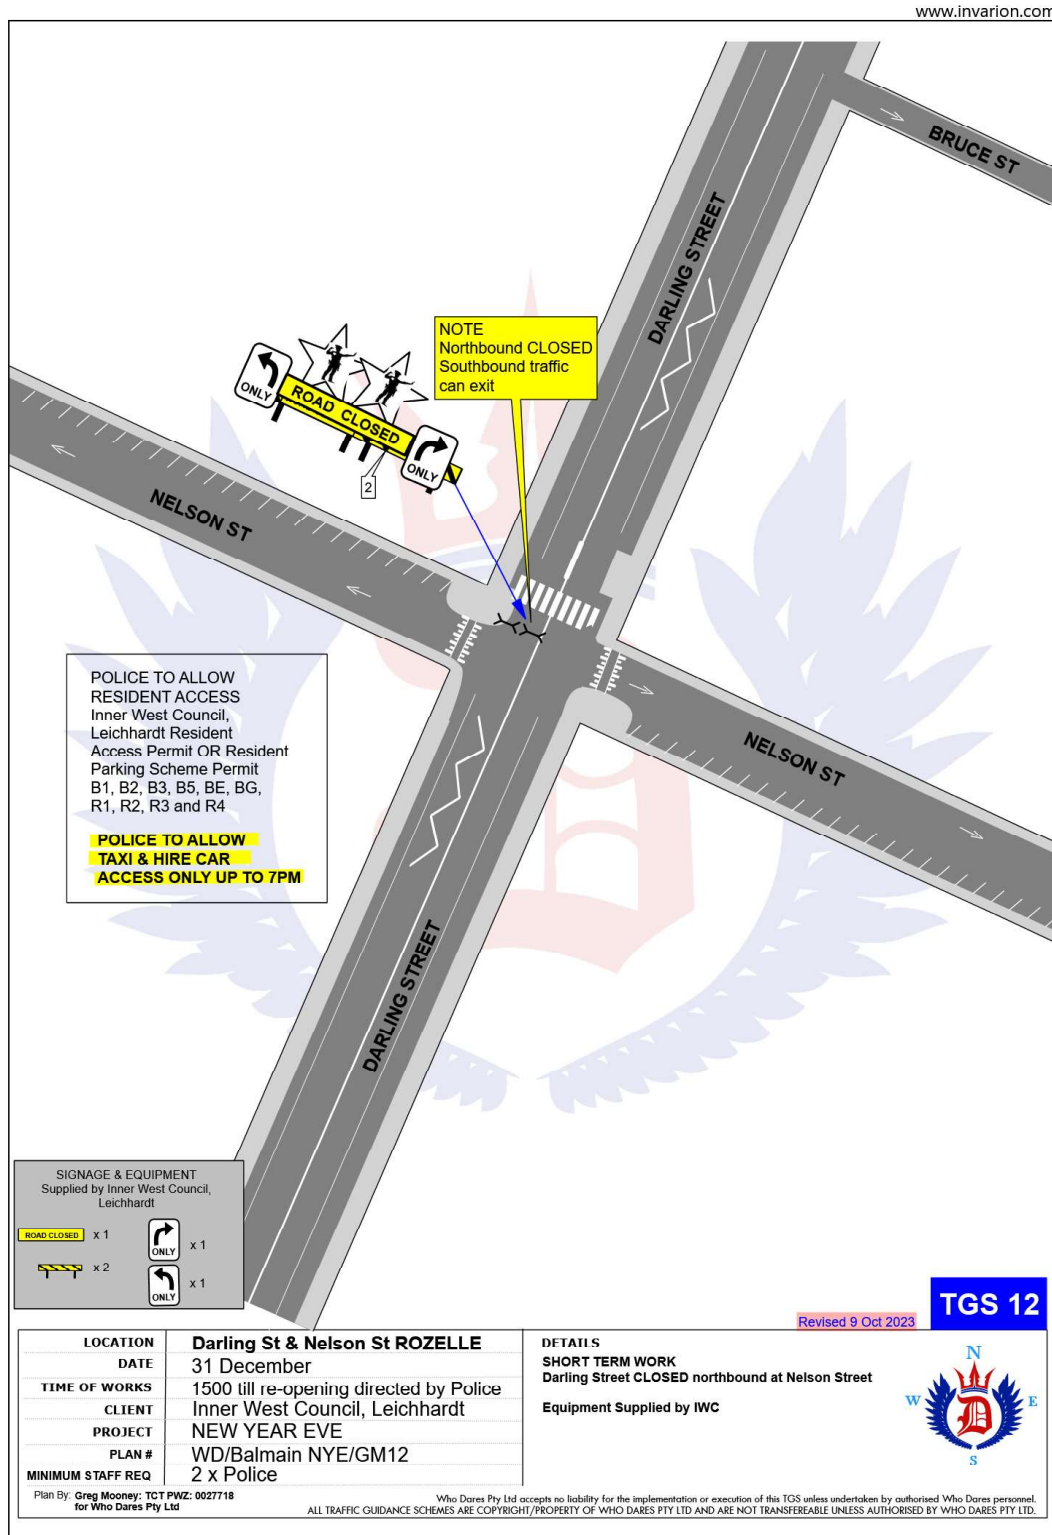 www.invarion.com
BRUCE ST
DARLING STREET
NOTE
Northbound CLOSED
Southbound traffic
can exit
ONLY
ROAD CLOSED
ONLY
2
NELSON ST
NELSON ST
POLICE TO ALLOW
RESIDENT ACCESS
Inner West Council,
Leichhardt Resident
Access Permit OR Resident
Parking Scheme Permit
B1, B2, B3, B5, BE, BG,
R1, R2, R3 and R4
POLICE TO ALLOW
TAXI & HIRE CAR
ACCESS ONLY UP TO 7PM
DARLING STREET
SIGNAGE & EQUIPMENT
Supplied by Inner West Council,
Leichhardt
ROAD CLOSED x 1
ONLY x 1
x 2
ONLY x 1
TGS 12
Revised 9 Oct 2023
LOCATION Darling St & Nelson St ROZELLE
DATE 31 December
TIME OF WORKS 1500 till re-opening directed by Police
CLIENT Inner West Council, Leichhardt
PROJECT NEW YEAR EVE
PLAN # WD/Balmain NYE/GM12
MINIMUM STAFF REQ 2 x Police
DETAILS
SHORT TERM WORK
Darling Street CLOSED northbound at Nelson Street
Equipment Supplied by IWC
N
W D E
S
Plan By: Greg Mooney: TCT PWZ: 0027718
for Who Dares Pty Ltd
Who Dares Pty Ltd accepts no liability for the implementation or execution of this TGS unless undertaken by authorised Who Dares personnel.
ALL TRAFFIC GUIDANCE SCHEMES ARE COPYRIGHT/PROPERTY OF WHO DARES PTY LTD AND ARE NOT TRANSFEREABLE UNLESS AUTHORISED BY WHO DARES PTY LTD.